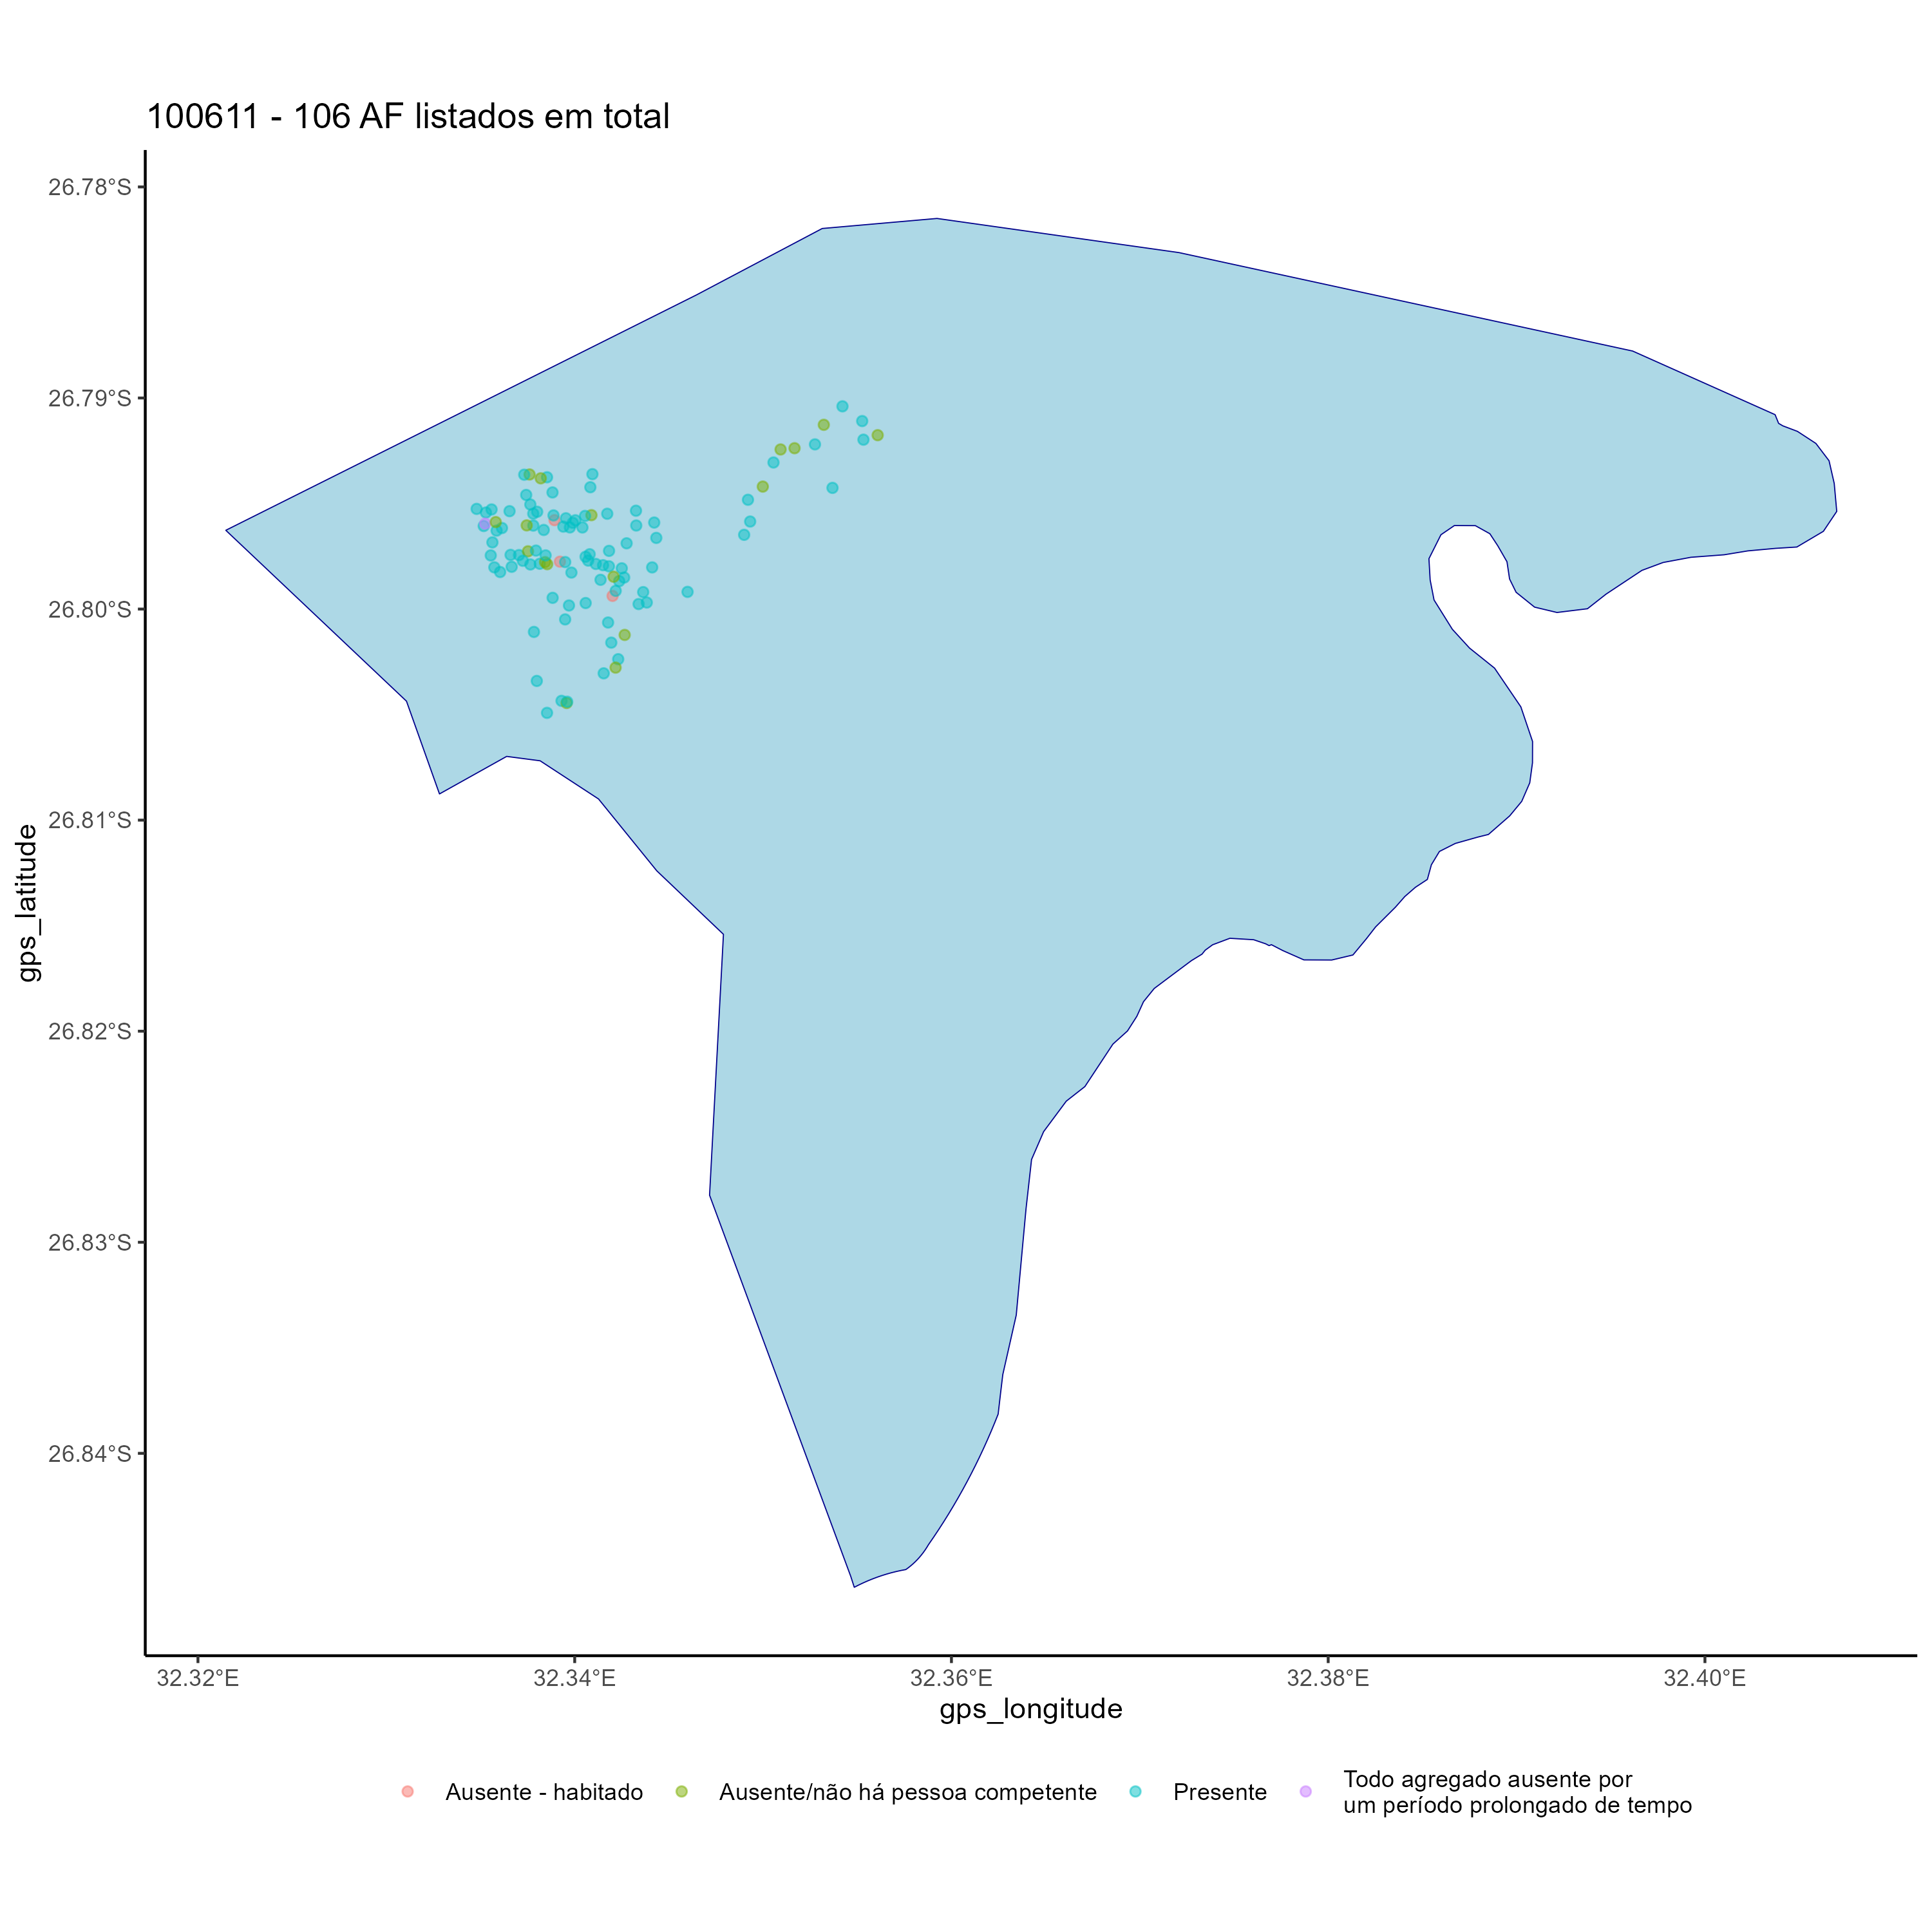 100611 - 106 AF listados em total
26.78°S
26.79°S
26.80°S
26.81°S
26.82°S
26.83°S
26.84°S
gps_latitude
32.32°E
32.34°E
32.36°E
32.38°E
32.40°E
gps_longitude
Ausente - habitado
Ausente/não há pessoa competente
Presente
Todo agregado ausente por
um período prolongado de tempo